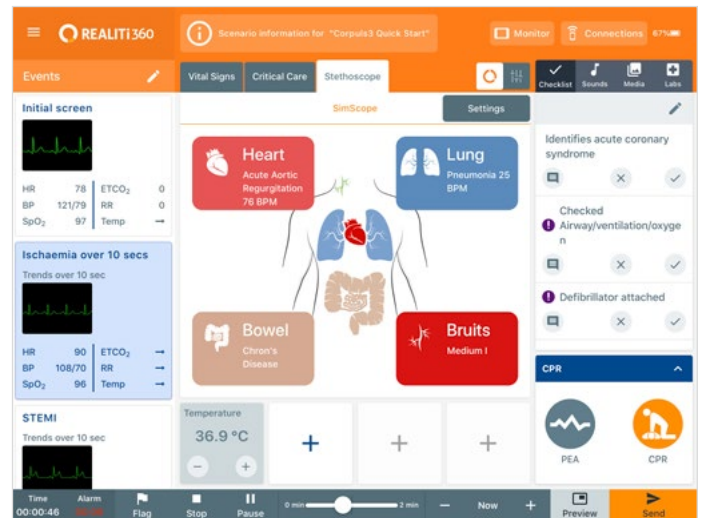 REALITi360
Scenario information for "Corpuls3 Quick Start"
Monitor
Connections
67%
Events
Vital Signs
Critical Care
Stethoscope
Checklist
Sounds
Media
Labs
Initial screen
HR 78 ETCO₂ 0
BP 121/79 RR 0
SpO₂ 97 Temp →
Ischaemia over 10 secs
Trends over 10 sec
HR 90 ETCO₂ →
BP 108/70 RR →
SpO₂ 96 Temp →
STEMI
Trends over 10 sec
SimScope
Settings
Heart
Acute Aortic
Regurgitation
76 BPM
Lung
Pneumonia 25
BPM
Bowel
Chron's
Disease
Bruits
Medium I
Temperature
36.9 °C
Identifies acute coronary
syndrome
Checked
Airway/ventilation/oxyge
n
Defibrillator attached
CPR
PEA
CPR
Time
00:00:46
Alarm
Flag
Stop
Pause
0 min
2 min
Now
Preview
Send